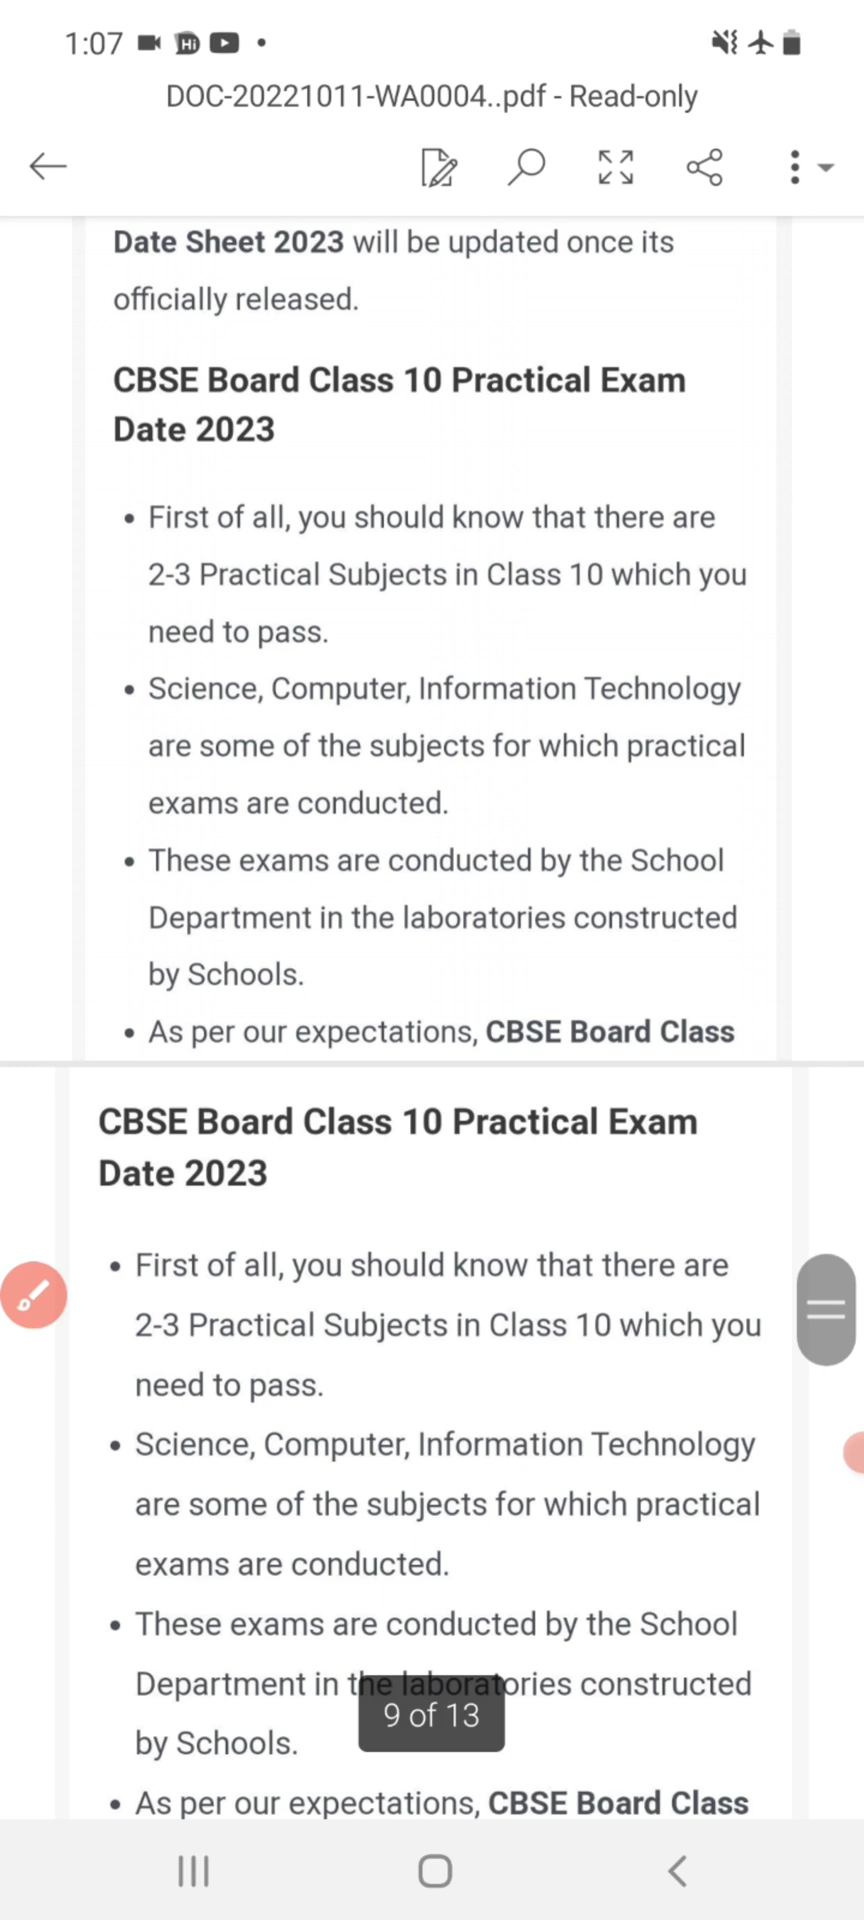 1:07
Hi
DOC-20221011-WA0004..pdf - Read-only
Date Sheet 2023 will be updated once its
officially released.
CBSE Board Class 10 Practical Exam
Date 2023
• First of all, you should know that there are
2-3 Practical Subjects in Class 10 which you
need to pass.
• Science, Computer, Information Technology
are some of the subjects for which practical
exams are conducted.
• These exams are conducted by the School
Department in the laboratories constructed
by Schools.
• As per our expectations, CBSE Board Class
CBSE Board Class 10 Practical Exam
Date 2023
• First of all, you should know that there are
2-3 Practical Subjects in Class 10 which you
need to pass.
• Science, Computer, Information Technology
are some of the subjects for which practical
exams are conducted.
• These exams are conducted by the School
Department in the laboratories constructed
9 of 13
by Schools.
• As per our expectations, CBSE Board Class